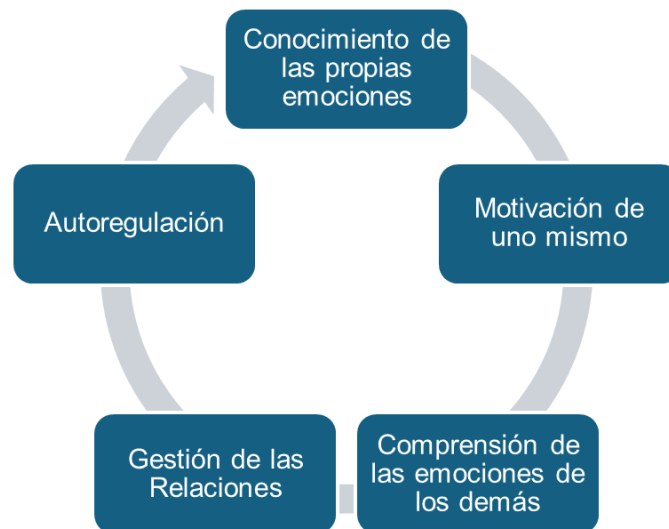 Conocimiento de
las propias
emociones
Motivación de
uno mismo
Comprensión de
las emociones de
los demás
Gestión de las
Relaciones
Autoregulación